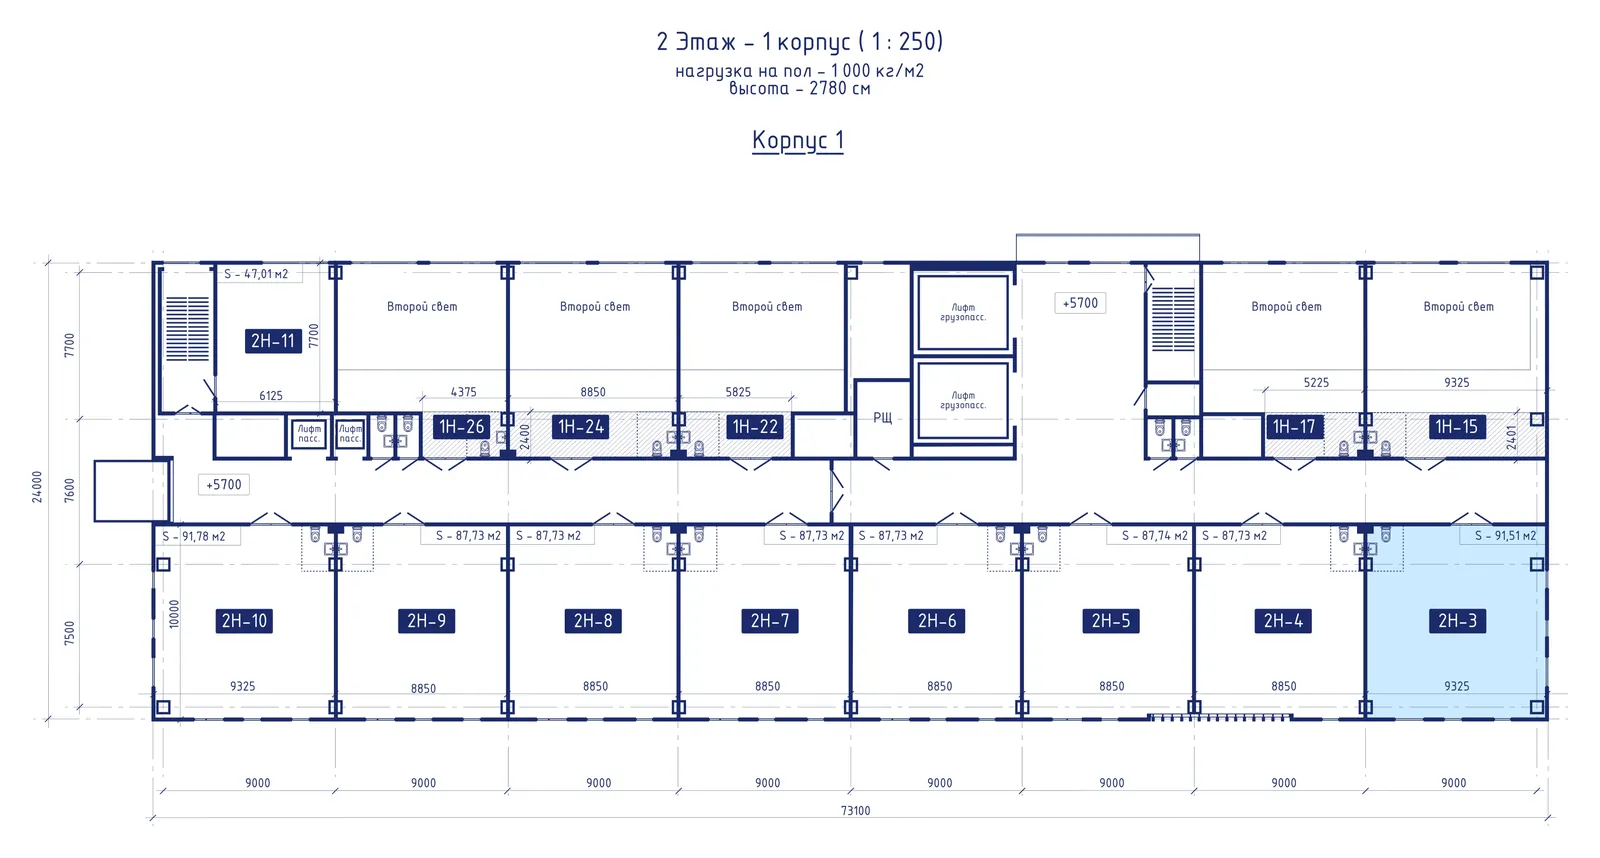 2 Этаж - 1 корпус ( 1 : 250)
нагрузка на пол - 1 000 кг/м2
высота - 2780 см
Корпус 1
S - 47,01 м2
Второй свет
Второй свет
Второй свет
Лифт
грузопасс.
+5700
Второй свет
Второй свет
2Н-11
7700
7700
6125
4375
8850
5825
5225
9325
Лифт
грузопасс.
РЩ
Лифт
пасс.
Лифт
пасс.
1Н-26
2400
1Н-24
1Н-22
1Н-17
1Н-15
2401
24000
7600
+5700
S - 91,78 м2
S - 87,73 м2
S - 87,73 м2
S - 87,73 м2
S - 87,73 м2
S - 87,74 м2
S - 87,73 м2
S - 91,51 м2
7500
10000
2Н-10
2Н-9
2Н-8
2Н-7
2Н-6
2Н-5
2Н-4
2Н-3
9325
8850
8850
8850
8850
8850
8850
9325
9000
9000
9000
9000
9000
9000
9000
9000
73100